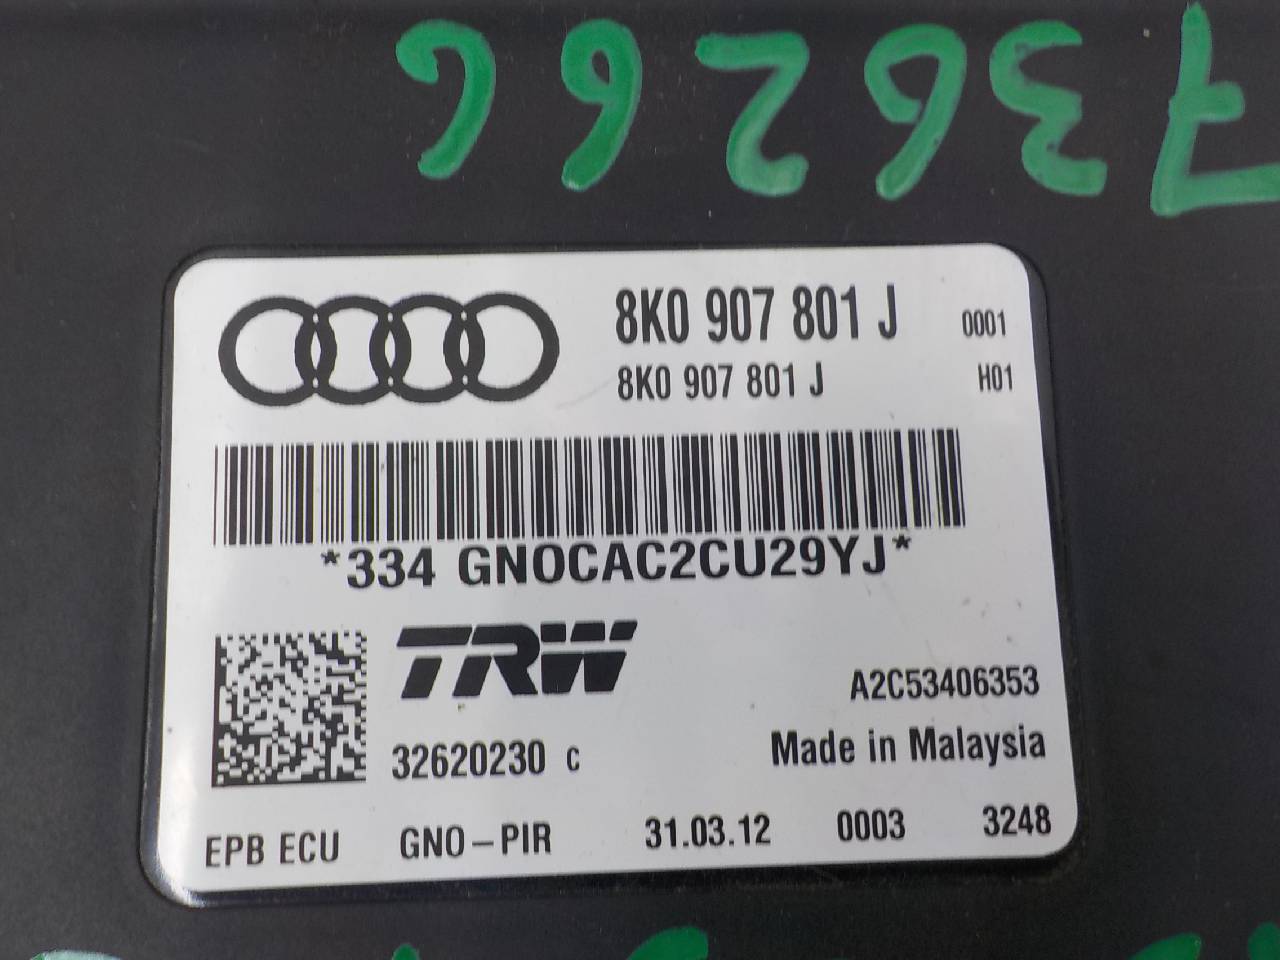 736266
8K0 907 801 J 0001
8K0 907 801 J H01
*334 GNOCAC2CU29YJ*
TRW
A2C53406353
32620230 C Made in Malaysia
EPB ECU GNO-PIR 31.03.12 0003 3248